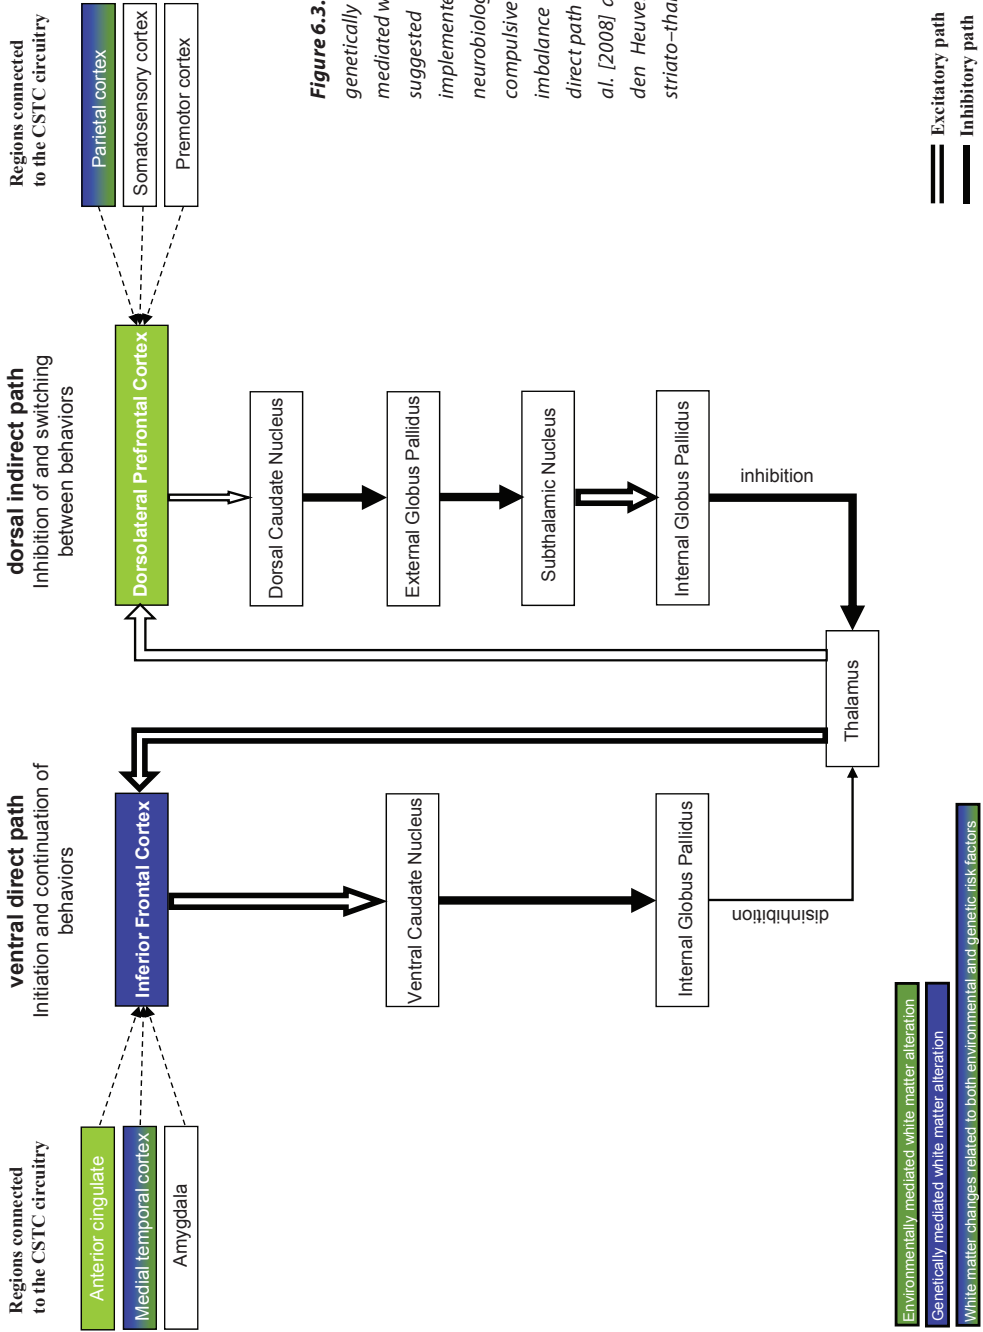 Regions connected
to the CSTC circuitry
Anterior cingulate
Medial temporal cortex
Amygdala
ventral direct path
Initiation and continuation of
behaviors
Inferior Frontal Cortex
Ventral Caudate Nucleus
Internal Globus Pallidus
disinhibition
Thalamus
dorsal indirect path
Inhibition of and switching
between behaviors
Dorsolateral Prefrontal Cortex
Dorsal Caudate Nucleus
External Globus Pallidus
Subthalamic Nucleus
Internal Globus Pallidus
inhibition
Regions connected
to the CSTC circuitry
Parietal cortex
Somatosensory cortex
Premotor cortex
Environmentally mediated white matter alteration
Genetically mediated white matter alteration
White matter changes related to both environmental and genetic risk factors
Excitatory path
Inhibitory path
Figure 6.3.
genetically
mediated w
suggested
implemente
neurobiolog
compulsive
imbalance
direct path
al. [2008] a
den Heuve
striato-thal